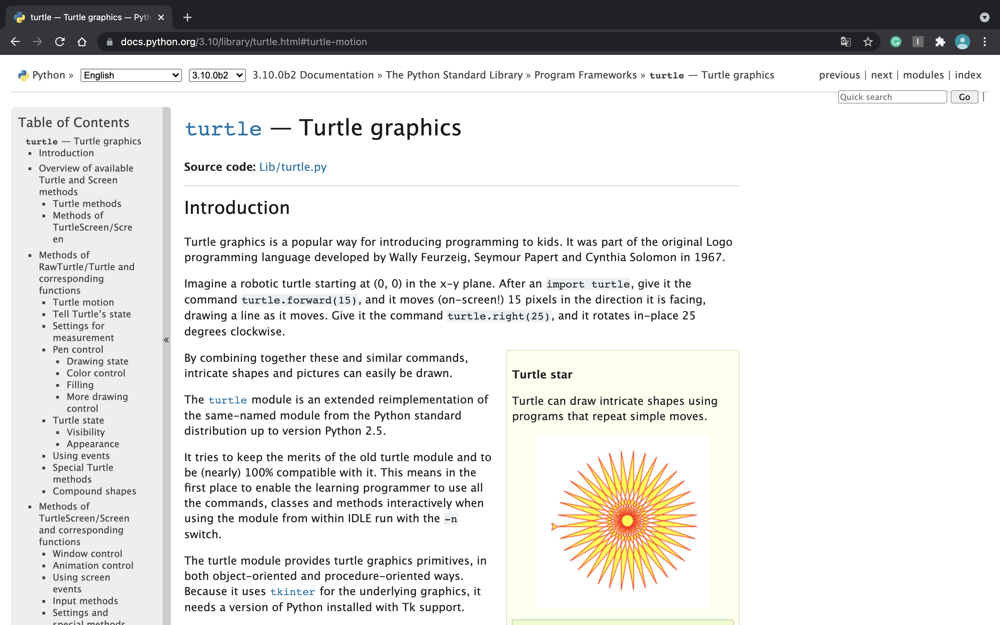 turtle — Turtle graphics — Pyth
docs.python.org/3.10/library/turtle.html#turtle-motion
Python » English 3.10.0b2 3.10.0b2 Documentation » The Python Standard Library » Program Frameworks » turtle — Turtle graphics previous | next | modules | index
Quick search Go |
Table of Contents
turtle — Turtle graphics
Introduction
Overview of available
Turtle and Screen
methods
Turtle methods
Methods of
TurtleScreen/Scre
en
Methods of
RawTurtle/Turtle and
corresponding
functions
Turtle motion
Tell Turtle’s state
Settings for
measurement
Pen control
Drawing state
Color control
Filling
More drawing
control
Turtle state
Visibility
Appearance
Using events
Special Turtle
methods
Compound shapes
Methods of
TurtleScreen/Screen
and corresponding
functions
Window control
Animation control
Using screen
events
Input methods
Settings and
special methods
«
turtle — Turtle graphics
Source code: Lib/turtle.py
Introduction
Turtle graphics is a popular way for introducing programming to kids. It was part of the original Logo
programming language developed by Wally Feurzeig, Seymour Papert and Cynthia Solomon in 1967.
Imagine a robotic turtle starting at (0, 0) in the x-y plane. After an import turtle, give it the
command turtle.forward(15), and it moves (on-screen!) 15 pixels in the direction it is facing,
drawing a line as it moves. Give it the command turtle.right(25), and it rotates in-place 25
degrees clockwise.
By combining together these and similar commands,
intricate shapes and pictures can easily be drawn.
The turtle module is an extended reimplementation of
the same-named module from the Python standard
distribution up to version Python 2.5.
It tries to keep the merits of the old turtle module and to
be (nearly) 100% compatible with it. This means in the
first place to enable the learning programmer to use all
the commands, classes and methods interactively when
using the module from within IDLE run with the -n
switch.
The turtle module provides turtle graphics primitives, in
both object-oriented and procedure-oriented ways.
Because it uses tkinter for the underlying graphics, it
needs a version of Python installed with Tk support.
Turtle star
Turtle can draw intricate shapes using
programs that repeat simple moves.